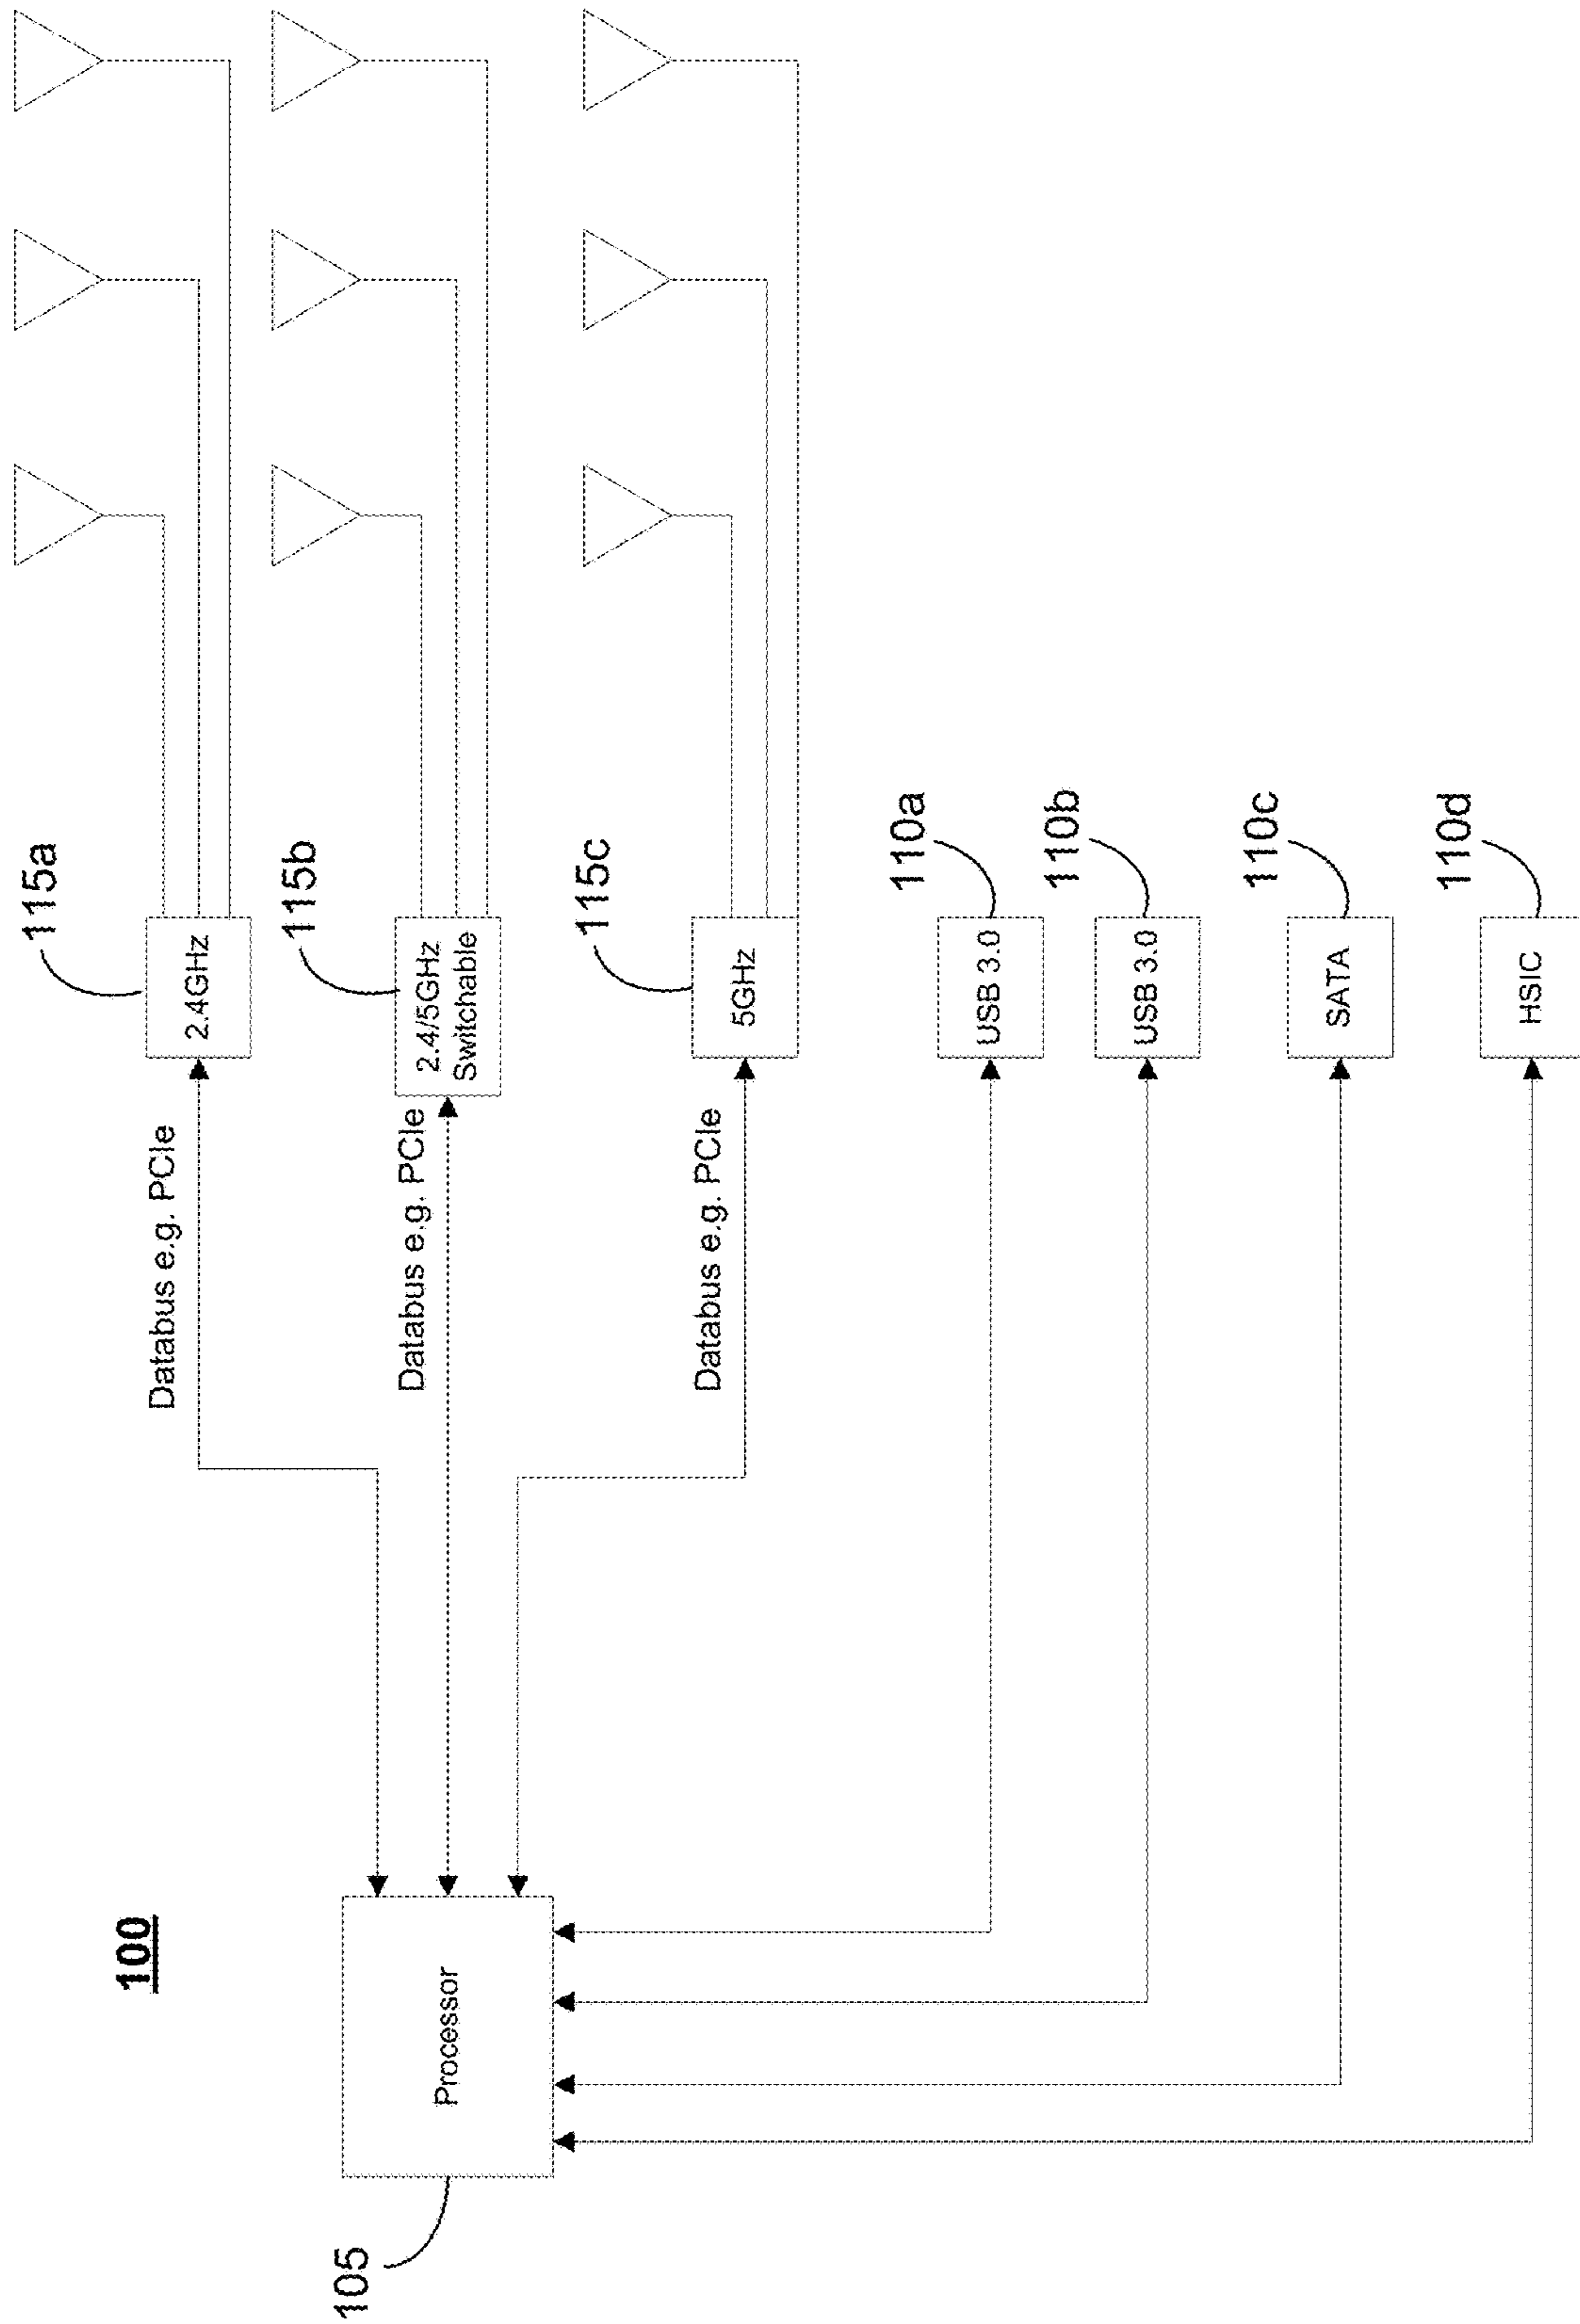 100
105
Processor
Databus e.g. PCIe
Databus e.g. PCIe
Databus e.g. PCIe
115a
2.4GHz
115b
2.4/5GHz
Switchable
115c
5GHz
110a
USB 3.0
110b
USB 3.0
110c
SATA
110d
HSIC